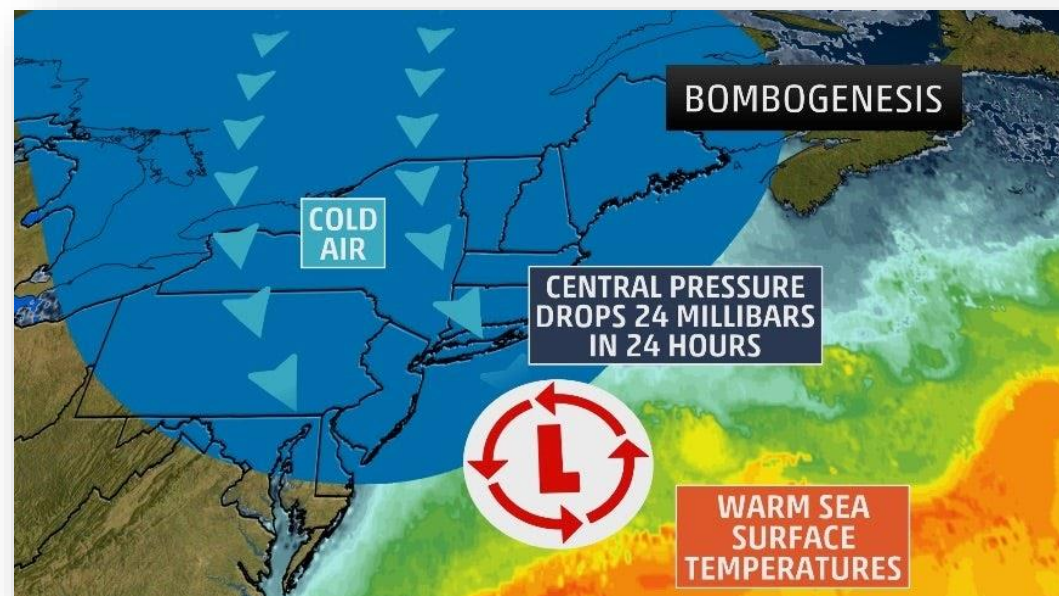 BOMBOGENESIS
COLD
AIR
CENTRAL PRESSURE
DROPS 24 MILLIBARS
IN 24 HOURS
L
WARM SEA
SURFACE
TEMPERATURES